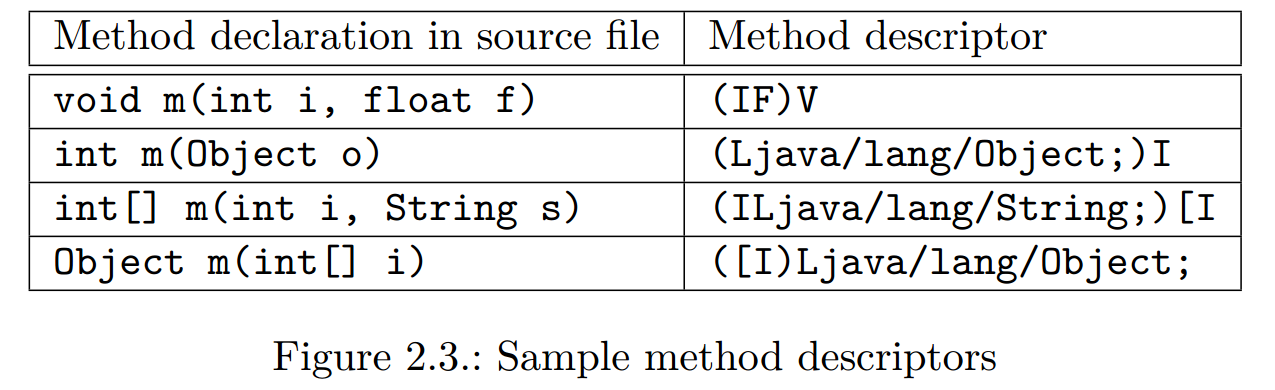 Method declaration in source file Method descriptor
void m(int i, float f) (IF)V
int m(Object o) (Ljava/lang/Object;)I
int[] m(int i, String s) (ILjava/lang/String;)[I
Object m(int[] i) ([I)Ljava/lang/Object;
Figure 2.3.: Sample method descriptors